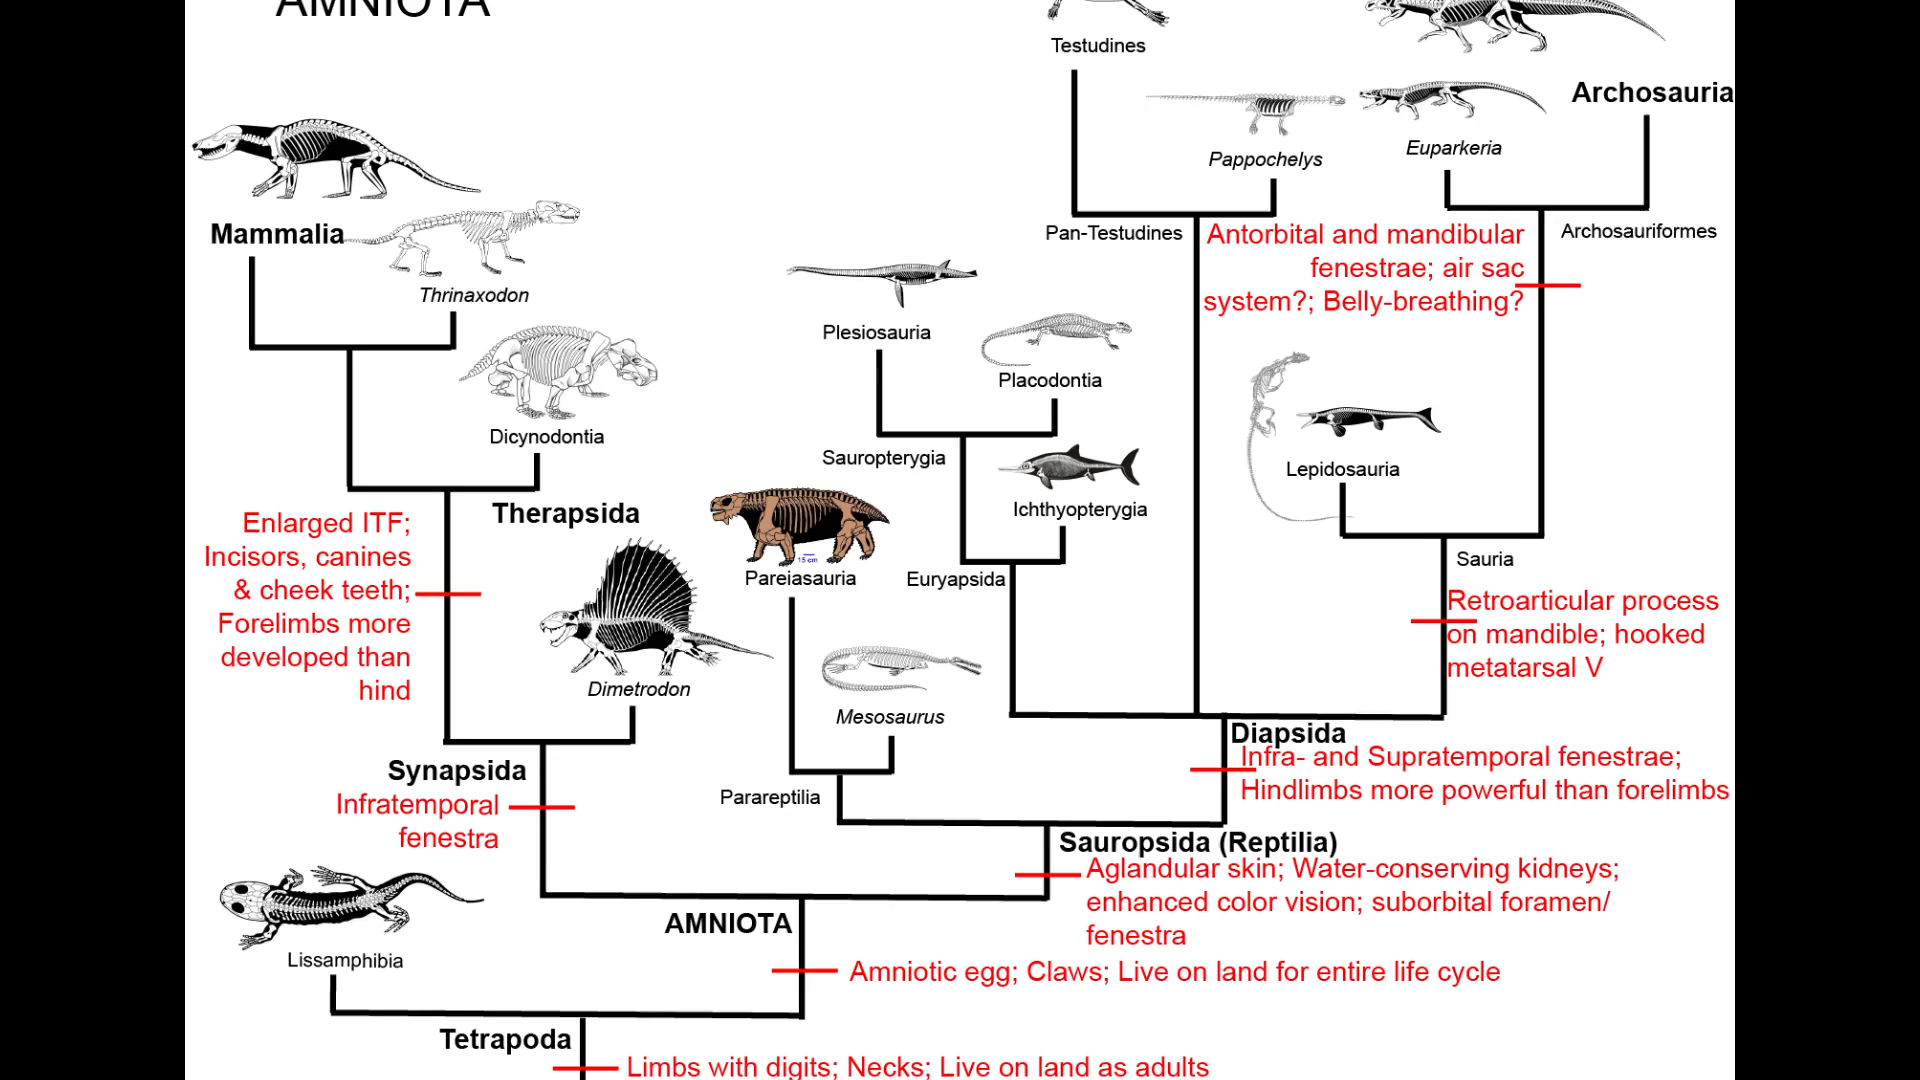 AMNIOTA
Testudines
Archosauria
Euparkeria
Pappochelys
Mammalia
Pan-Testudines
Antorbital and mandibular
fenestrae; air sac
system?; Belly-breathing?
Archosauriformes
Thrinaxodon
Plesiosauria
Placodontia
Dicynodontia
Sauropterygia
Lepidosauria
Ichthyopterygia
Therapsida
Enlarged ITF;
Incisors, canines
& cheek teeth;
Forelimbs more
developed than
hind
15 cm
Pareiasauria
Euryapsida
Sauria
Retroarticular process
on mandible; hooked
metatarsal V
Dimetrodon
Mesosaurus
Diapsida
Infra- and Supratemporal fenestrae;
Hindlimbs more powerful than forelimbs
Synapsida
Infratemporal
fenestra
Parareptilia
Sauropsida (Reptilia)
Aglandular skin; Water-conserving kidneys;
enhanced color vision; suborbital foramen/
fenestra
AMNIOTA
Lissamphibia
Amniotic egg; Claws; Live on land for entire life cycle
Tetrapoda
Limbs with digits; Necks; Live on land as adults